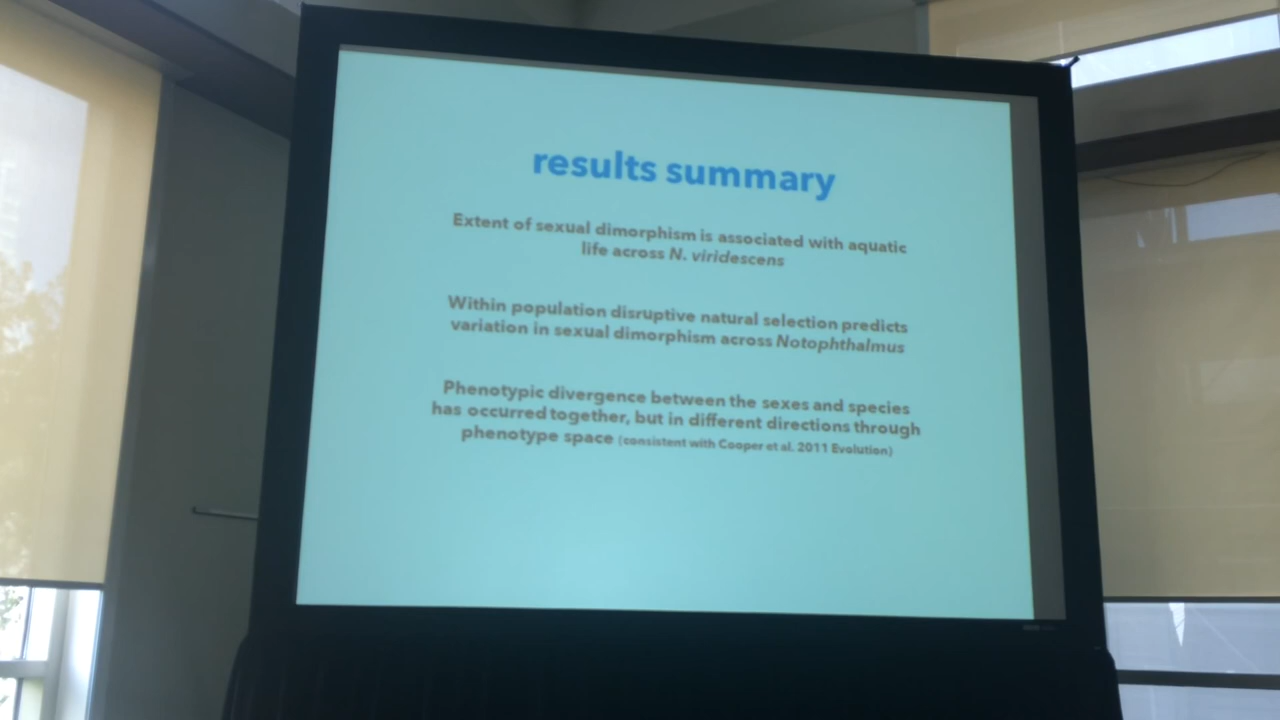 results summary
Extent of sexual dimorphism is associated with aquatic
life across N. viridescens
Within population disruptive natural selection predicts
variation in sexual dimorphism across Notophthalmus
Phenotypic divergence between the sexes and species
has occurred together, but in different directions through
phenotype space (consistent with Cooper et al. 2011 Evolution)